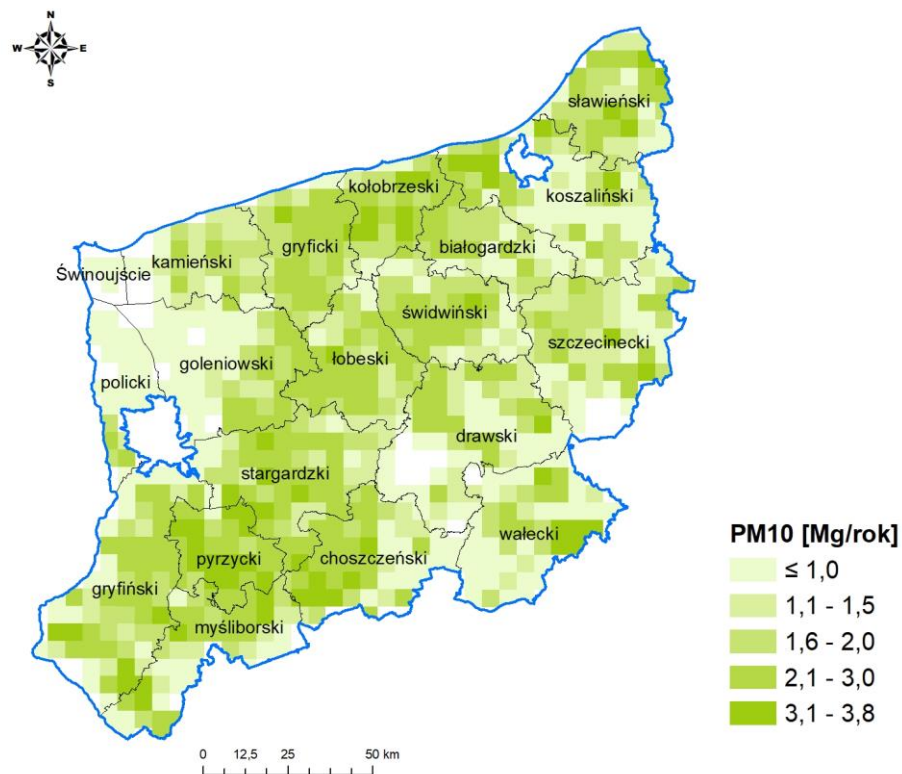 N
W E
S
sławieński
koszaliński
kołobrzeski
gryficki
białogardzki
kamieński
Świnoujście
świdwiński
szczecinecki
goleniowski
łobeski
policki
drawski
stargardzki
wałecki
pyrzycki
choszczeński
gryfiński
myśliborski
PM10 [Mg/rok]
≤ 1,0
1,1 - 1,5
1,6 - 2,0
2,1 - 3,0
3,1 - 3,8
0 12,5 25 50 km